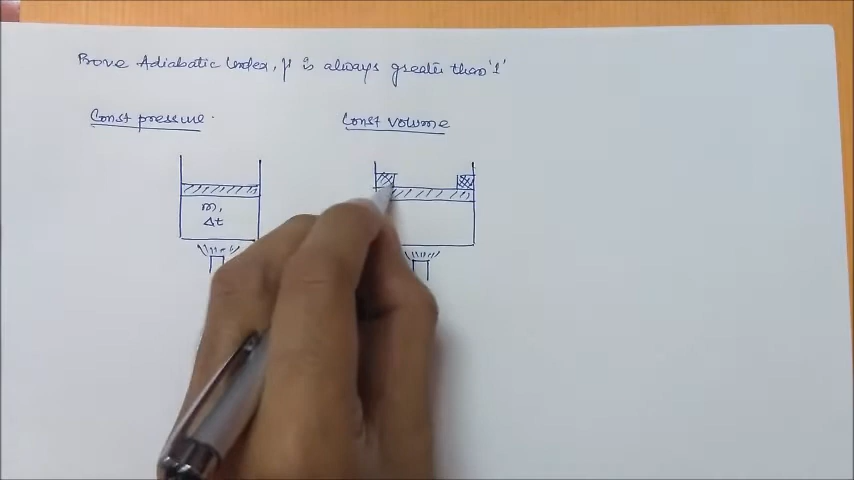 Prove Adiabatic Index, γ is always greater than '1'
Const pressure.
Const volume
m,
Δt